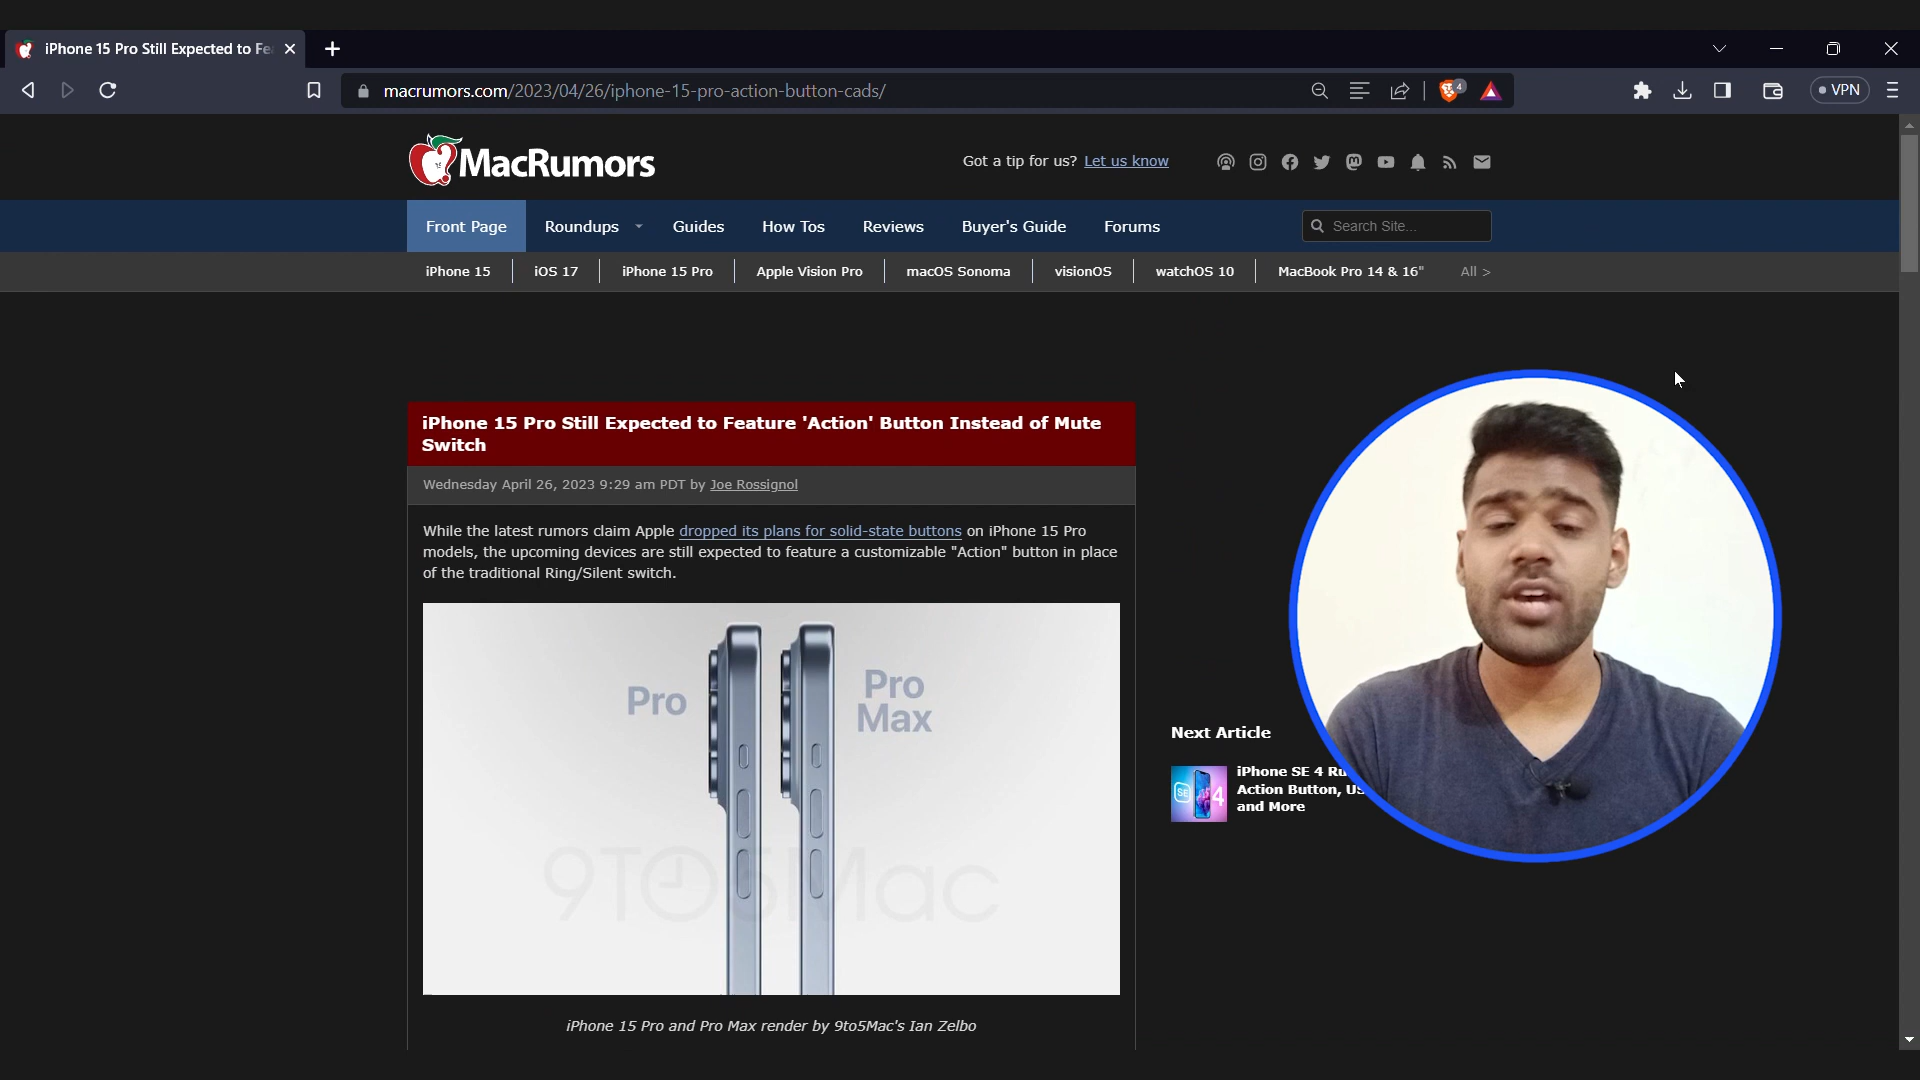 iPhone 15 Pro Still Expected to Fe
macrumors.com/2023/04/26/iphone-15-pro-action-button-cads/
4
VPN
MacRumors
Got a tip for us? Let us know
Front Page
Roundups
Guides
How Tos
Reviews
Buyer's Guide
Forums
Search Site...
iPhone 15
iOS 17
iPhone 15 Pro
Apple Vision Pro
macOS Sonoma
visionOS
watchOS 10
MacBook Pro 14 & 16"
All >
iPhone 15 Pro Still Expected to Feature 'Action' Button Instead of Mute
Switch
Wednesday April 26, 2023 9:29 am PDT by Joe Rossignol
While the latest rumors claim Apple dropped its plans for solid-state buttons on iPhone 15 Pro
models, the upcoming devices are still expected to feature a customizable "Action" button in place
of the traditional Ring/Silent switch.
Pro
Pro
Max
9TO5Mac
iPhone 15 Pro and Pro Max render by 9to5Mac's Ian Zelbo
Next Article
SE 4
iPhone SE 4 Ru
Action Button, US
and More